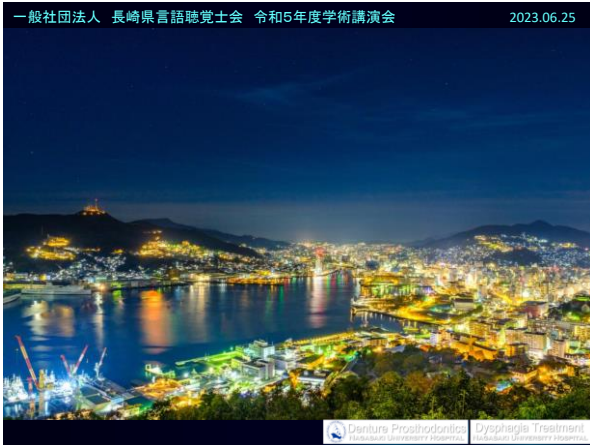 一般社団法人　長崎県言語聴覚士会　令和５年度学術講演会
2023.06.25
Denture Prosthodontics
NAGASAKI UNIVERSITY HOSPITAL
Dysphagia Treatment
NAGASAKI UNIVERSITY HOSPITAL